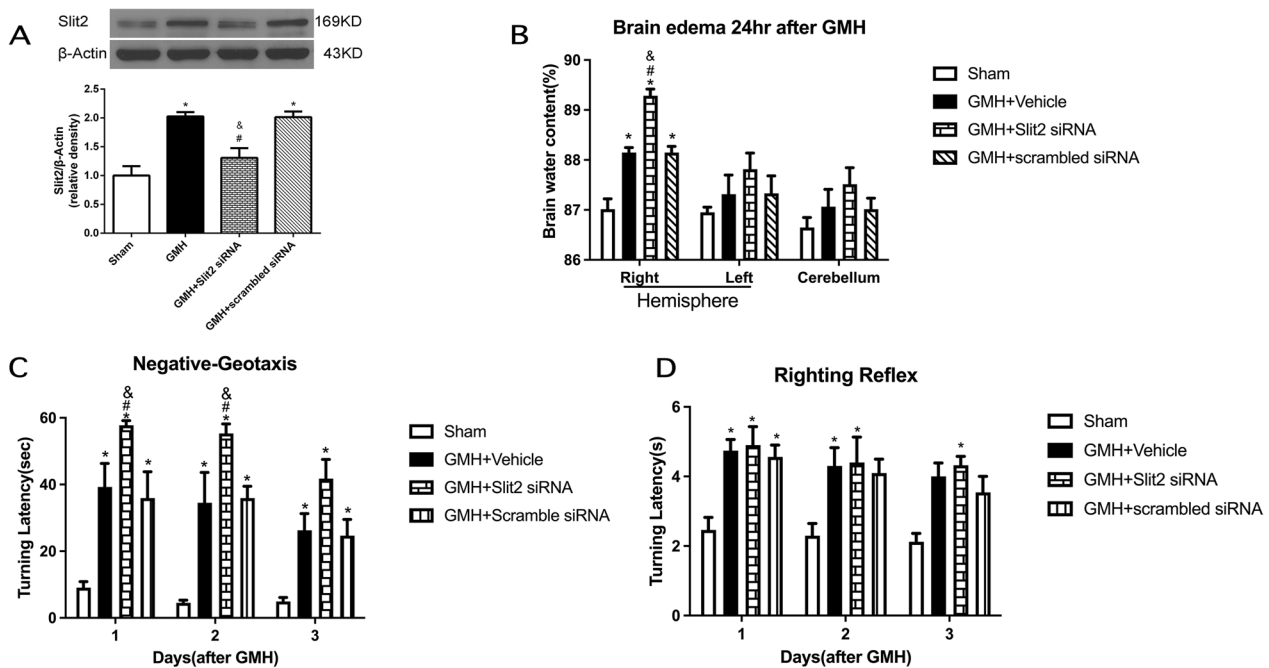 A
Slit2
169KD
β-Actin
43KD
Slit2/β-Actin
(relative density)
2.5
2.0
1.5
1.0
0.5
0.0
*
&
#
*
Sham
GMH
GMH+Slit2 siRNA
GMH+scrambled siRNA
B
Brain edema 24hr after GMH
Brain water content(%)
90
89
88
87
86
*
&
#
*
*
Right
Left
Cerebellum
Hemisphere
Sham
GMH+Vehicle
GMH+Slit2 siRNA
GMH+scrambled siRNA
C
Negative-Geotaxis
Turning Latency(sec)
60
40
20
0
*
&
#
*
*
*
&
#
*
*
*
*
*
1
2
3
Days(after GMH)
Sham
GMH+Vehicle
GMH+Slit2 siRNA
GMH+Scramble siRNA
D
Righting Reflex
Turning Latency(s)
6
4
2
0
*
*
*
*
*
*
1
2
3
Days(after GMH)
Sham
GMH+Vehicle
GMH+Slit2 siRNA
GMH+scrambled siRNA